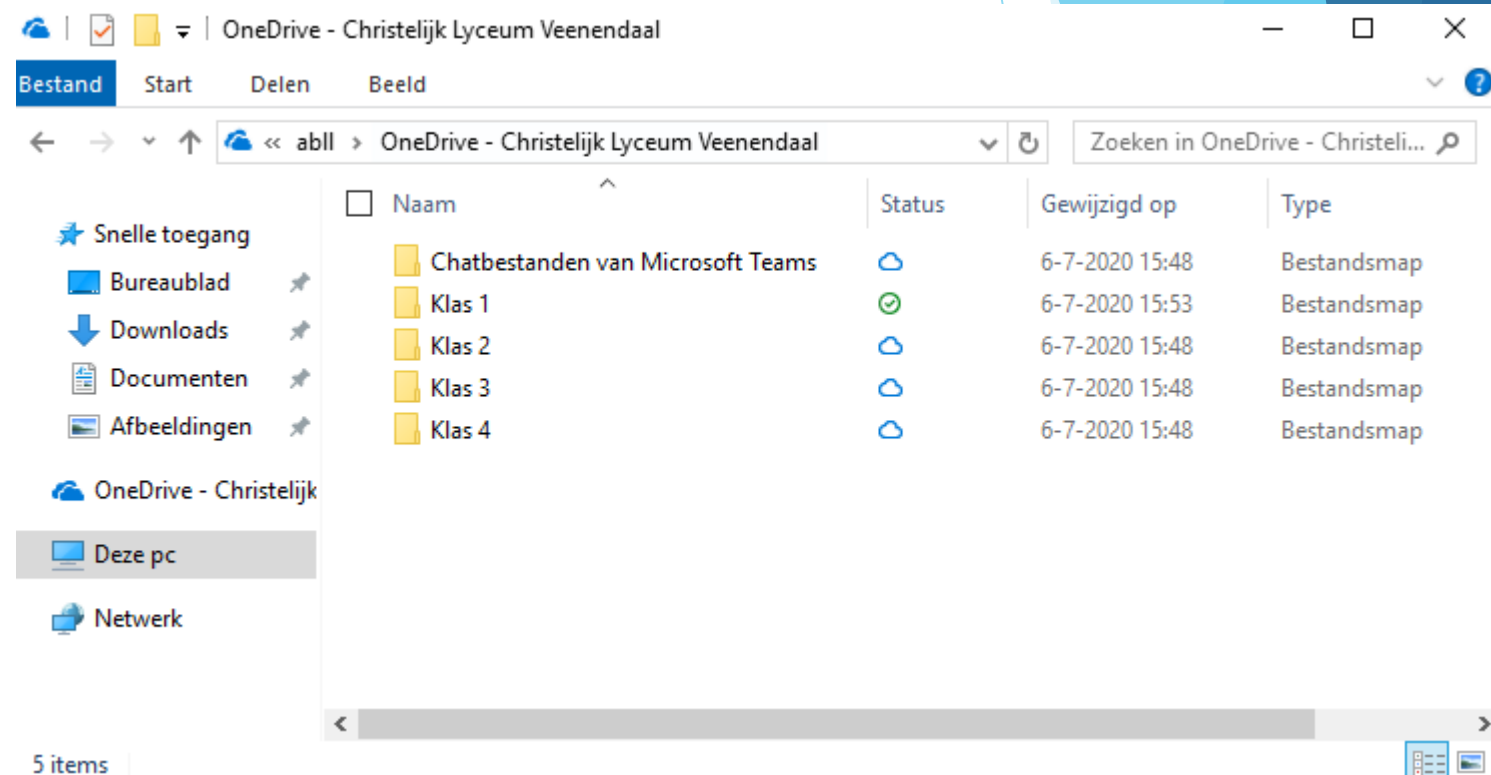 OneDrive - Christelijk Lyceum Veenendaal
Bestand Start Delen Beeld ?
« abll > OneDrive - Christelijk Lyceum Veenendaal Zoeken in OneDrive - Christeli...
Naam Status Gewijzigd op Type
Snelle toegang
Bureaublad
Downloads
Documenten
Afbeeldingen
OneDrive - Christelijk
Deze pc
Netwerk
Chatbestanden van Microsoft Teams 6-7-2020 15:48 Bestandsmap
Klas 1 6-7-2020 15:53 Bestandsmap
Klas 2 6-7-2020 15:48 Bestandsmap
Klas 3 6-7-2020 15:48 Bestandsmap
Klas 4 6-7-2020 15:48 Bestandsmap
5 items